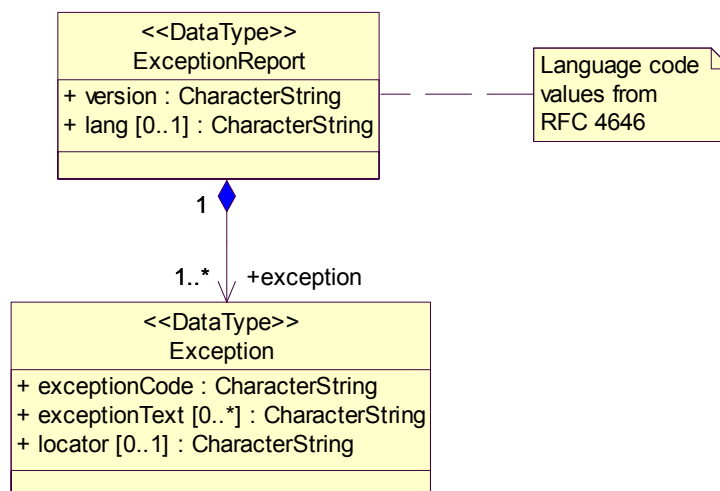 <<DataType>>
ExceptionReport
+ version : CharacterString
+ lang [0..1] : CharacterString
Language code
values from
RFC 4646
1
1..* +exception
<<DataType>>
Exception
+ exceptionCode : CharacterString
+ exceptionText [0..*] : CharacterString
+ locator [0..1] : CharacterString